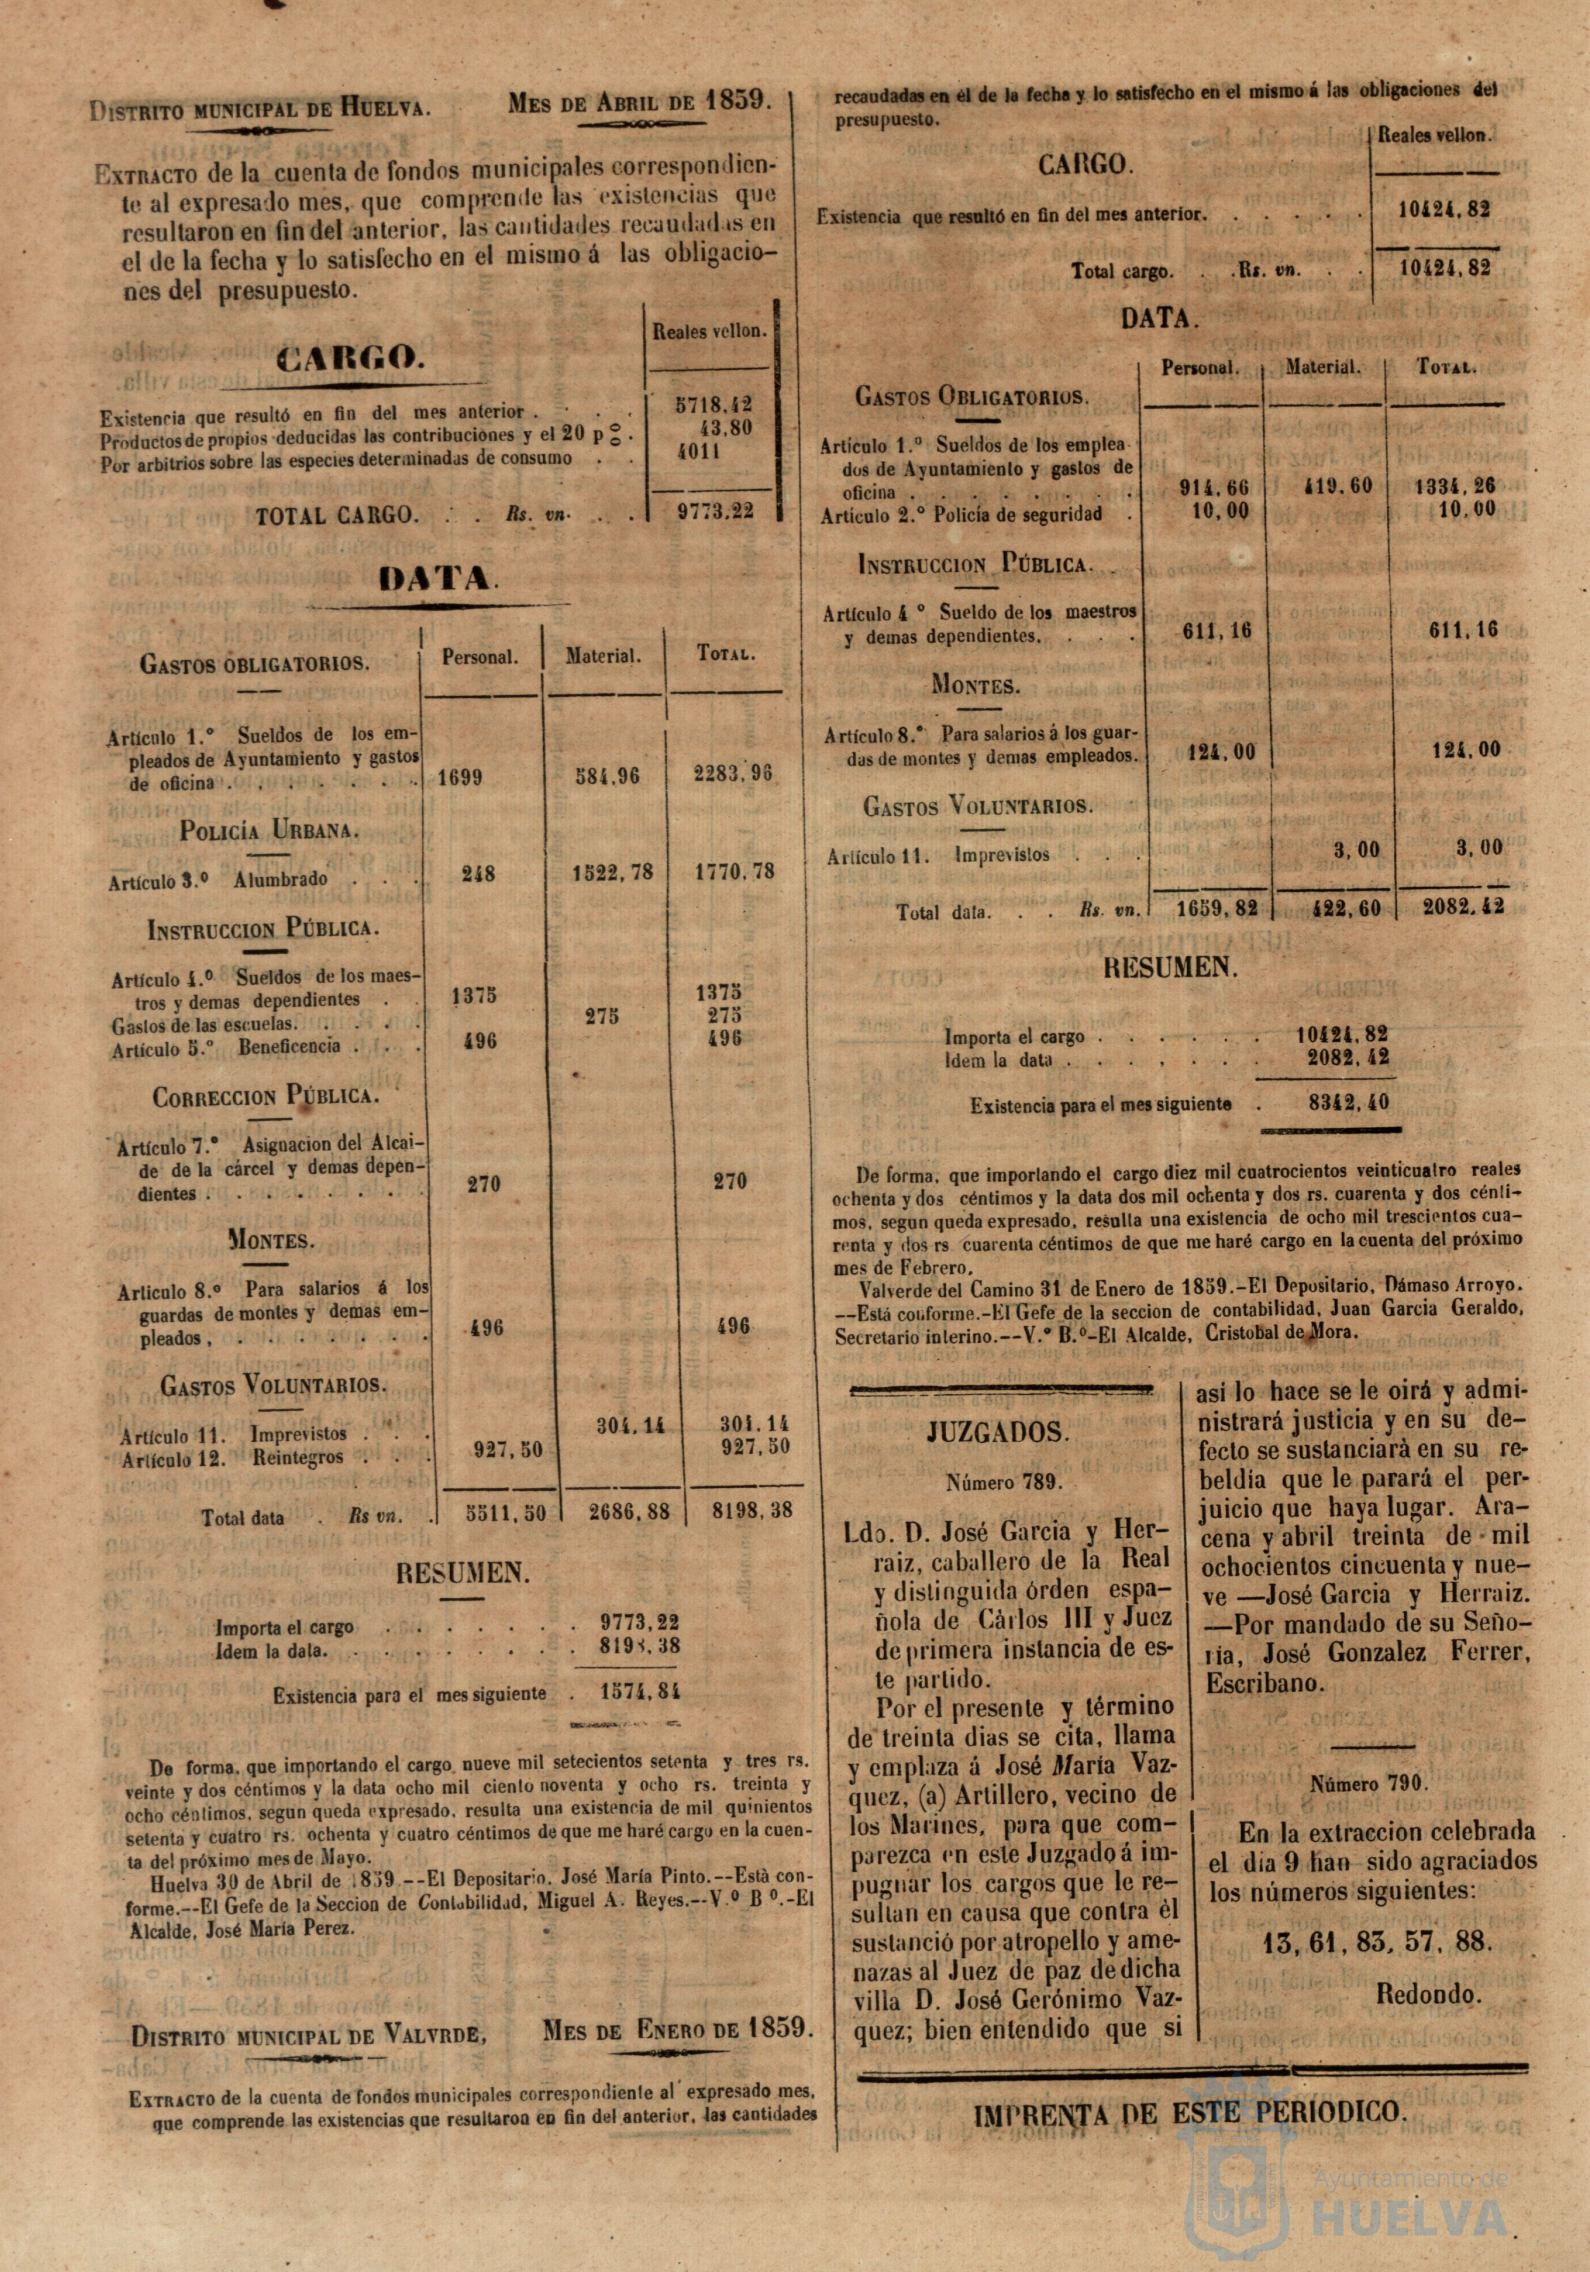 DISTRITO MUNICIPAL DE HUELVA. MES DE ABRIL DE 1859.
EXTRACTO de la cuenta de fondos municipales correspondien-
te al expresado mes, que comprende las existencias que
resultaron en fin del anterior, las cantidades recaudadas en
el de la fecha y lo satisfecho en el mismo á las obligacio-
nes del presupuesto.
Reales vellon.
CARGO.
Existencia que resultó en fin del mes anterior . . . . 5718,42
Productos de propios deducidas las contribuciones y el 20 p%. 43,80
Por arbitrios sobre las especies determinadas de consumo . . 4011
TOTAL CARGO. . . Rs. vn. . . . 9773,22
DATA.
GASTOS OBLIGATORIOS. Personal. Material. TOTAL.
Artículo 1.º Sueldos de los em-
pleados de Ayuntamiento y gastos
de oficina . . . . . . . . 1699 584,96 2283,96
POLICÍA URBANA.
Artículo 3.º Alumbrado . . . 248 1522,78 1770,78
INSTRUCCION PÚBLICA.
Artículo 4.º Sueldos de los maes-
tros y demas dependientes . . 1375 1375
Gastos de las escuelas. . . . . 275 275
Artículo 5.º Beneficencia . . . 496 496
CORRECCION PÚBLICA.
Artículo 7.º Asignacion del Alcai-
de de la cárcel y demas depen-
dientes . . . . . . . . 270 270
MONTES.
Articulo 8.º Para salarios á los
guardas de montes y demas em-
pleados , . . . . . . . 496 496
GASTOS VOLUNTARIOS.
Artículo 11. Imprevistos . . . 304,14 304.14
Artículo 12. Reintegros . . . 927,50 927,50
Total data . Rs vn. . 5511,50 2686,88 8198,38
RESUMEN.
Importa el cargo . . . . . . . 9773,22
Idem la data. . . . . . . . . 8198,38
Existencia para el mes siguiente . 1574,84
De forma, que importando el cargo nueve mil setecientos setenta y tres rs.
veinte y dos céntimos y la data ocho mil ciento noventa y ocho rs. treinta y
ocho céntimos, segun queda expresado, resulta una existencia de mil quinientos
setenta y cuatro rs. ochenta y cuatro céntimos de que me haré cargo en la cuen-
ta del próximo mes de Mayo.
Huelva 30 de Abril de 1859.--El Depositario, José María Pinto.--Está con-
forme.--El Gefe de la Seccion de Contabilidad, Miguel A. Reyes.--V.º B º.-El
Alcalde, José María Perez.
DISTRITO MUNICIPAL DE VALVRDE, MES DE ENERO DE 1859.
EXTRACTO de la cuenta de fondos municipales correspondiente al expresado mes,
que comprende las existencias que resultaron en fin del anterior, las cantidades
recaudadas en él de la fecha y lo satisfecho en el mismo á las obligaciones del
presupuesto.
Reales vellon.
CARGO.
Existencia que resultó en fin del mes anterior. . . . . . 10424,82
Total cargo. . .Rs. vn. . . 10424,82
DATA.
Personal. Material. TOTAL.
GASTOS OBLIGATORIOS.
Artículo 1.º Sueldos de los emplea-
dos de Ayuntamiento y gastos de
oficina . . . . . . . . 914,66 419,60 1334,26
Artículo 2.º Policía de seguridad . 10,00 10,00
INSTRUCCION PÚBLICA. .
Artículo 4 º Sueldo de los maestros
y demas dependientes. . . . 611,16 611,16
MONTES.
Artículo 8.º Para salarios á los guar-
das de montes y demas empleados. 124,00 124,00
GASTOS VOLUNTARIOS.
Artículo 11. Imprevistos . . . 3,00 3,00
Total data. . . Rs. vn. 1659,82 422,60 2082,42
RESUMEN.
Importa el cargo . . . . . . 10424,82
Idem la data . . . . . . . 2082,42
Existencia para el mes siguiente . 8342,40
De forma, que importando el cargo diez mil cuatrocientos veinticuatro reales
ochenta y dos céntimos y la data dos mil ochenta y dos rs. cuarenta y dos cénti-
mos, segun queda expresado, resulta una existencia de ocho mil trescientos cua-
renta y dos rs cuarenta céntimos de que me haré cargo en la cuenta del próximo
mes de Febrero.
Valverde del Camino 31 de Enero de 1859.-El Depositario, Dámaso Arroyo.
--Está conforme.-El Gefe de la seccion de contabilidad, Juan Garcia Geraldo,
Secretario interino.--V.º B.º-El Alcalde, Cristobal de Mora.
JUZGADOS.
Número 789.
Ldo. D. José Garcia y Her-
raiz, caballero de la Real
y distinguida órden espa-
ñola de Cárlos III y Juez
de primera instancia de es-
te partido.
Por el presente y término
de treinta dias se cita, llama
y emplaza á José María Vaz-
quez, (a) Artillero, vecino de
los Marines, para que com-
parezca en este Juzgado á im-
pugnar los cargos que le re-
sultan en causa que contra él
sustanció por atropello y ame-
nazas al Juez de paz de dicha
villa D. José Gerónimo Vaz-
quez; bien entendido que si
asi lo hace se le oirá y admi-
nistrará justicia y en su de-
fecto se sustanciará en su re-
beldia que le parará el per-
juicio que haya lugar. Ara-
cena y abril treinta de mil
ochocientos cincuenta y nue-
ve —José Garcia y Herraiz.
—Por mandado de su Seño-
ria, José Gonzalez Ferrer,
Escribano.
Número 790.
En la extraccion celebrada
el dia 9 han sido agraciados
los números siguientes:
13, 61, 83, 57, 88.
Redondo.
IMPRENTA DE ESTE PERÍODICO.
Ayuntamiento de
HUELVA